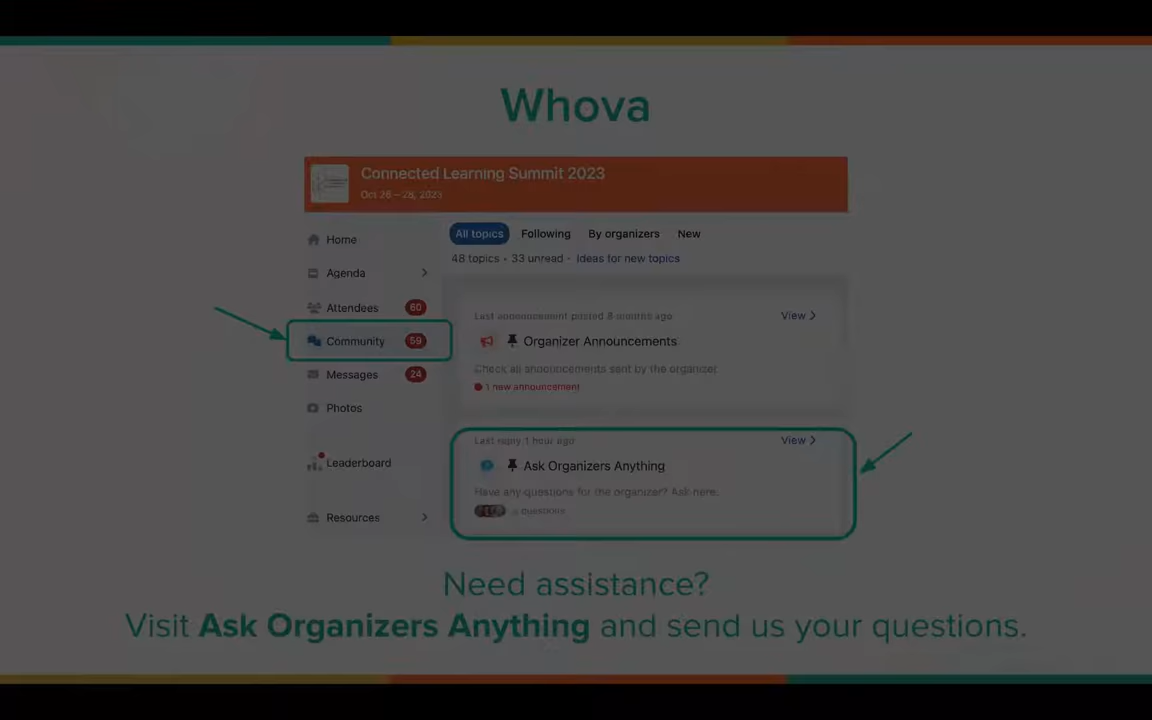 Whova
Connected Learning Summit 2023
Oct 26 – 28, 2023
Home
Agenda
Attendees 60
Community 59
Messages 24
Photos
Leaderboard
Resources
All topics Following By organizers New
48 topics · 33 unread · Ideas for new topics
Last announcement posted 8 months ago View
Organizer Announcements
Check all announcements sent by the organizer
1 new announcement
Last reply 1 hour ago View
Ask Organizers Anything
Have any questions for the organizer? Ask here.
questions
Need assistance?
Visit Ask Organizers Anything and send us your questions.